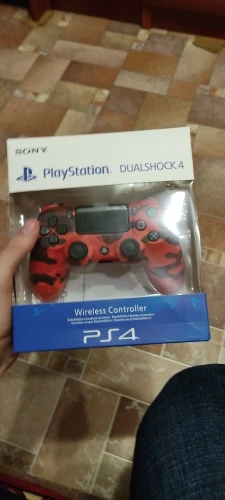 SONY
PlayStation. DUALSHOCK.4
Wireless Controller
PS4